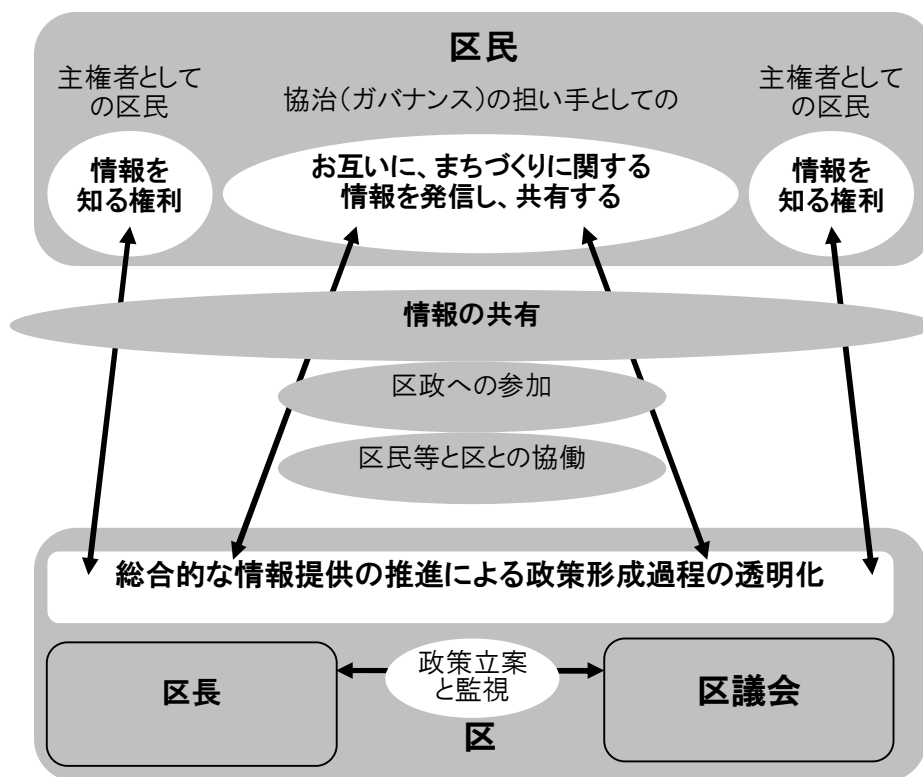 区民
主権者として
の区民
協治（ガバナンス）の担い手としての
主権者として
の区民
情報を
知る権利
お互いに、まちづくりに関する
情報を発信し、共有する
情報を
知る権利
情報の共有
区政への参加
区民等と区との協働
総合的な情報提供の推進による政策形成過程の透明化
区長
政策立案
と監視
区議会
区